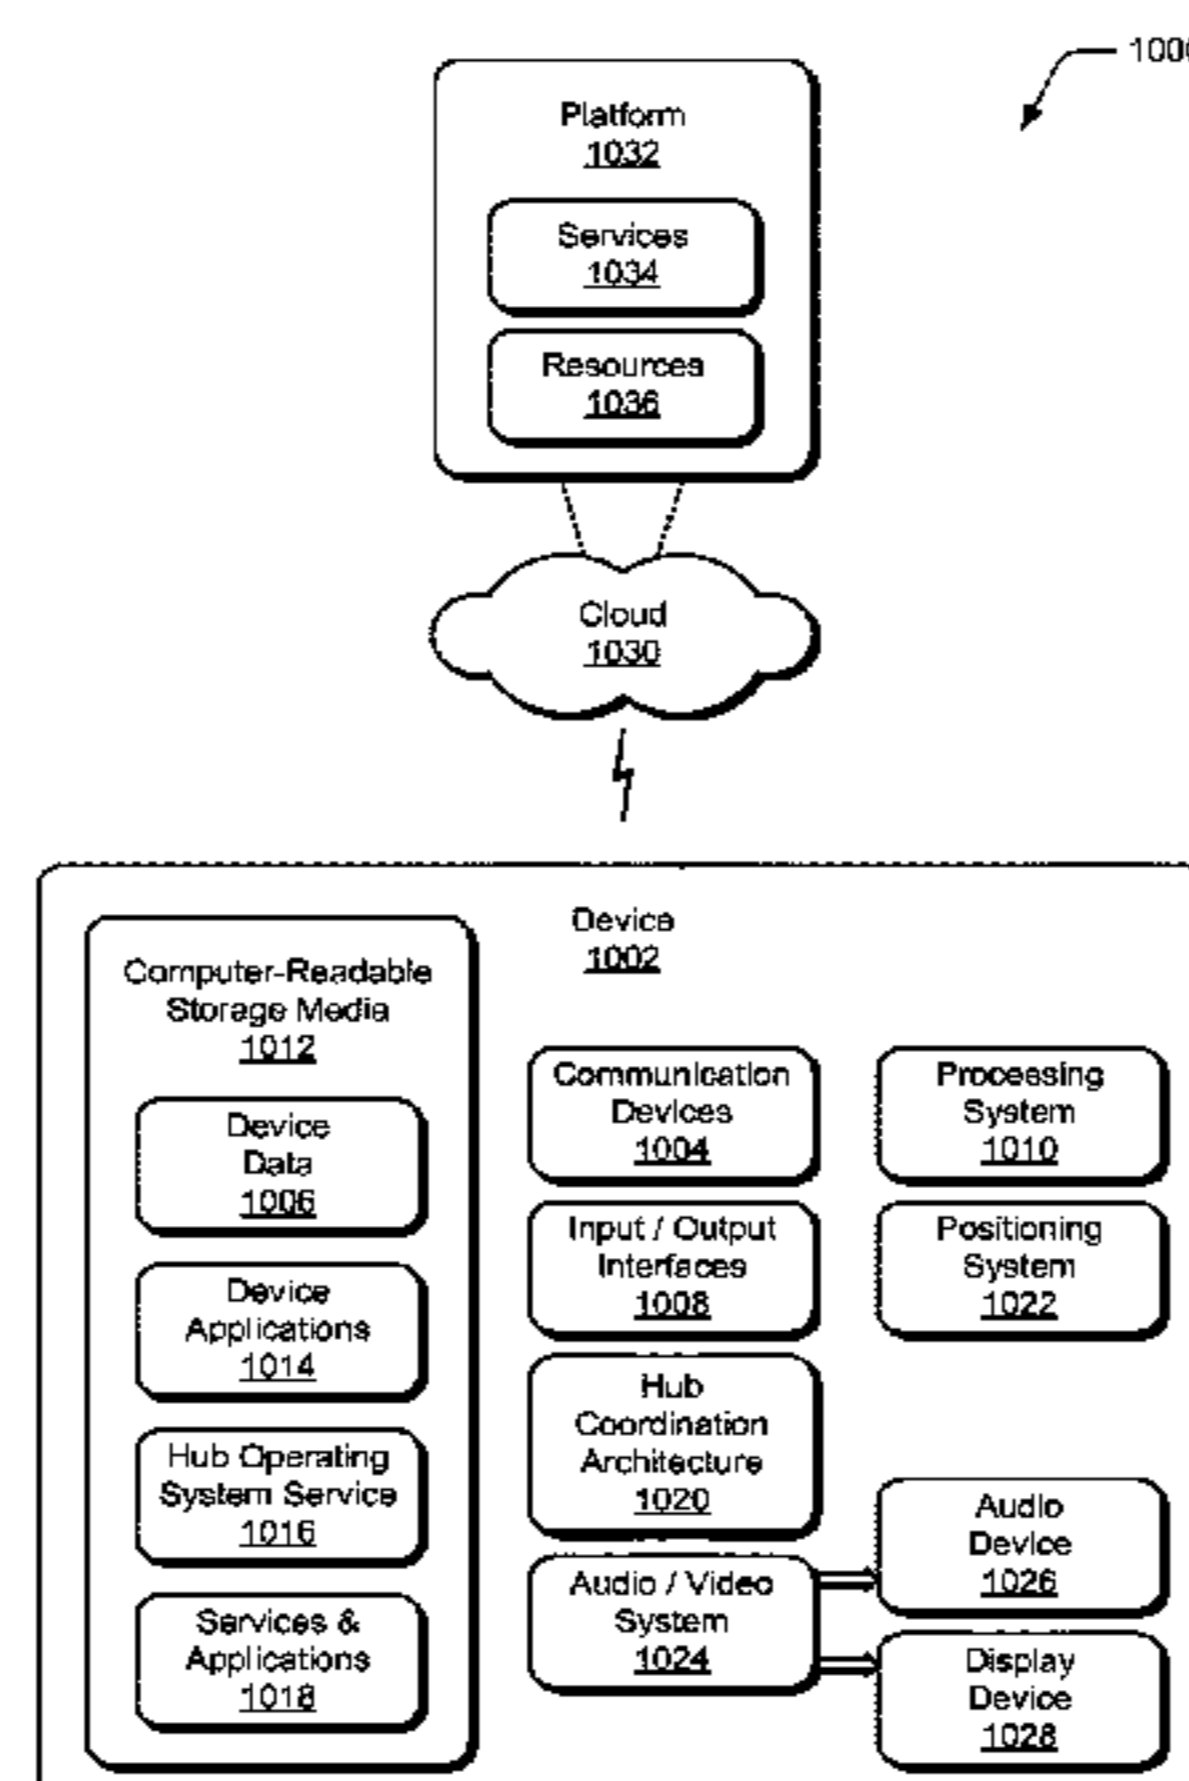 1000
Platform
1032
Services
1034
Resources
1036
Cloud
1030
Device
1002
Computer-Readable
Storage Media
1012
Device
Data
1006
Device
Applications
1014
Hub Operating
System Service
1016
Services &
Applications
1018
Communication
Devices
1004
Input / Output
Interfaces
1008
Hub
Coordination
Architecture
1020
Audio / Video
System
1024
Processing
System
1010
Positioning
System
1022
Audio
Device
1026
Display
Device
1028